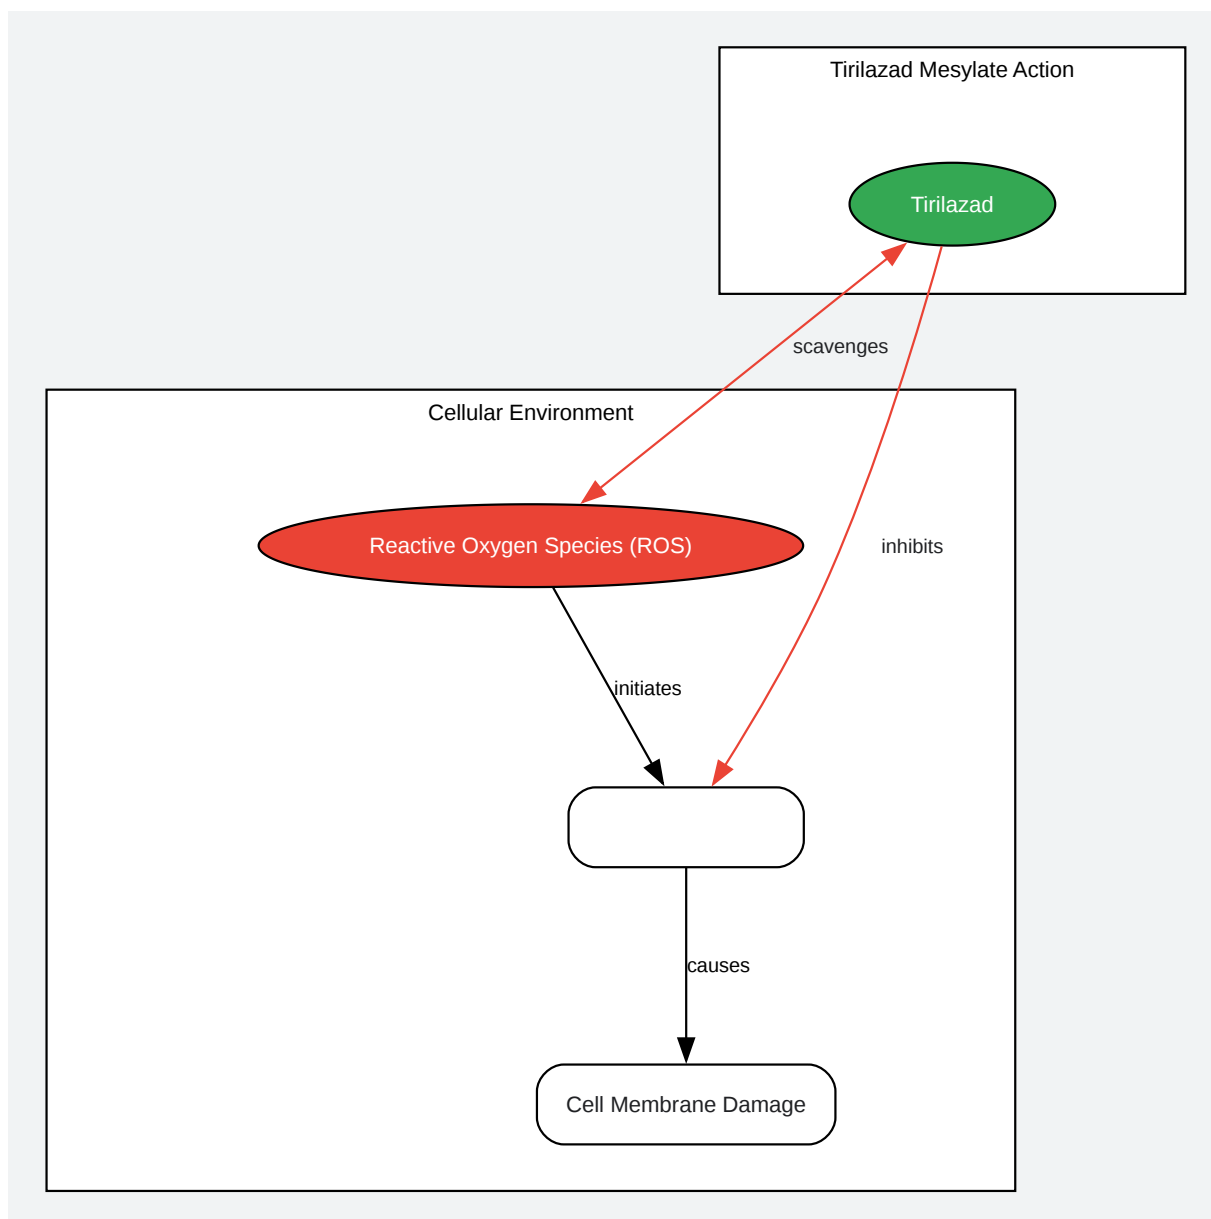 Tirilazad Mesylate Action
Tirilazad
scavenges
Cellular Environment
Reactive Oxygen Species (ROS)
inhibits
initiates
causes
Cell Membrane Damage